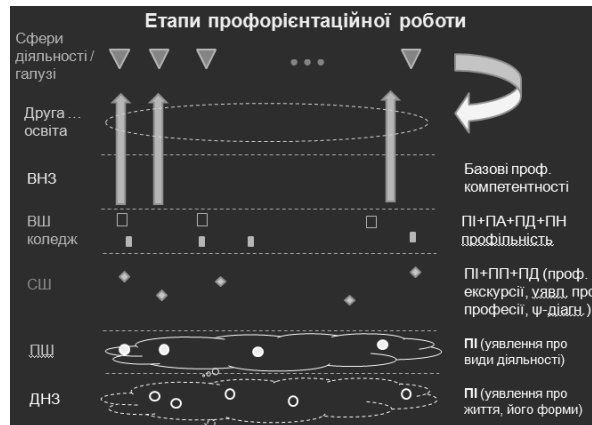 Етапи профорієнтаційної роботи
Сфери
діяльності /
галузі
Друга ...
освіта
ВНЗ
Базові проф.
компетентності
ВШ
коледж
ПІ+ПА+ПД+ПН
профільність
СШ
ПІ+ПП+ПД (проф.
екскурсії, уявл. про
професії, ψ-діагн.)
ПШ
ПІ (уявлення про
види діяльності)
ДНЗ
ПІ (уявлення про
життя, його форми)